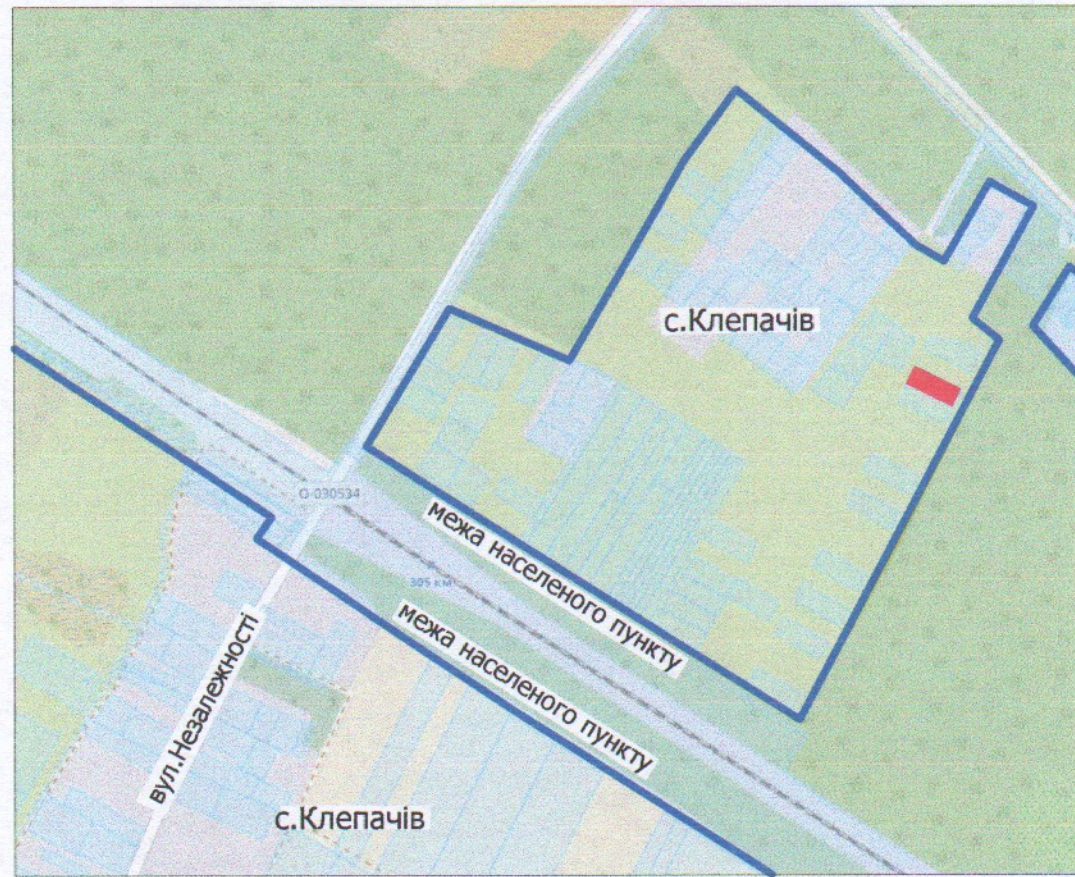 с.Клепачів
О-030534
межа населеного пункту
305 км
межа населеного пункту
вул.Незалежності
с.Клепачів